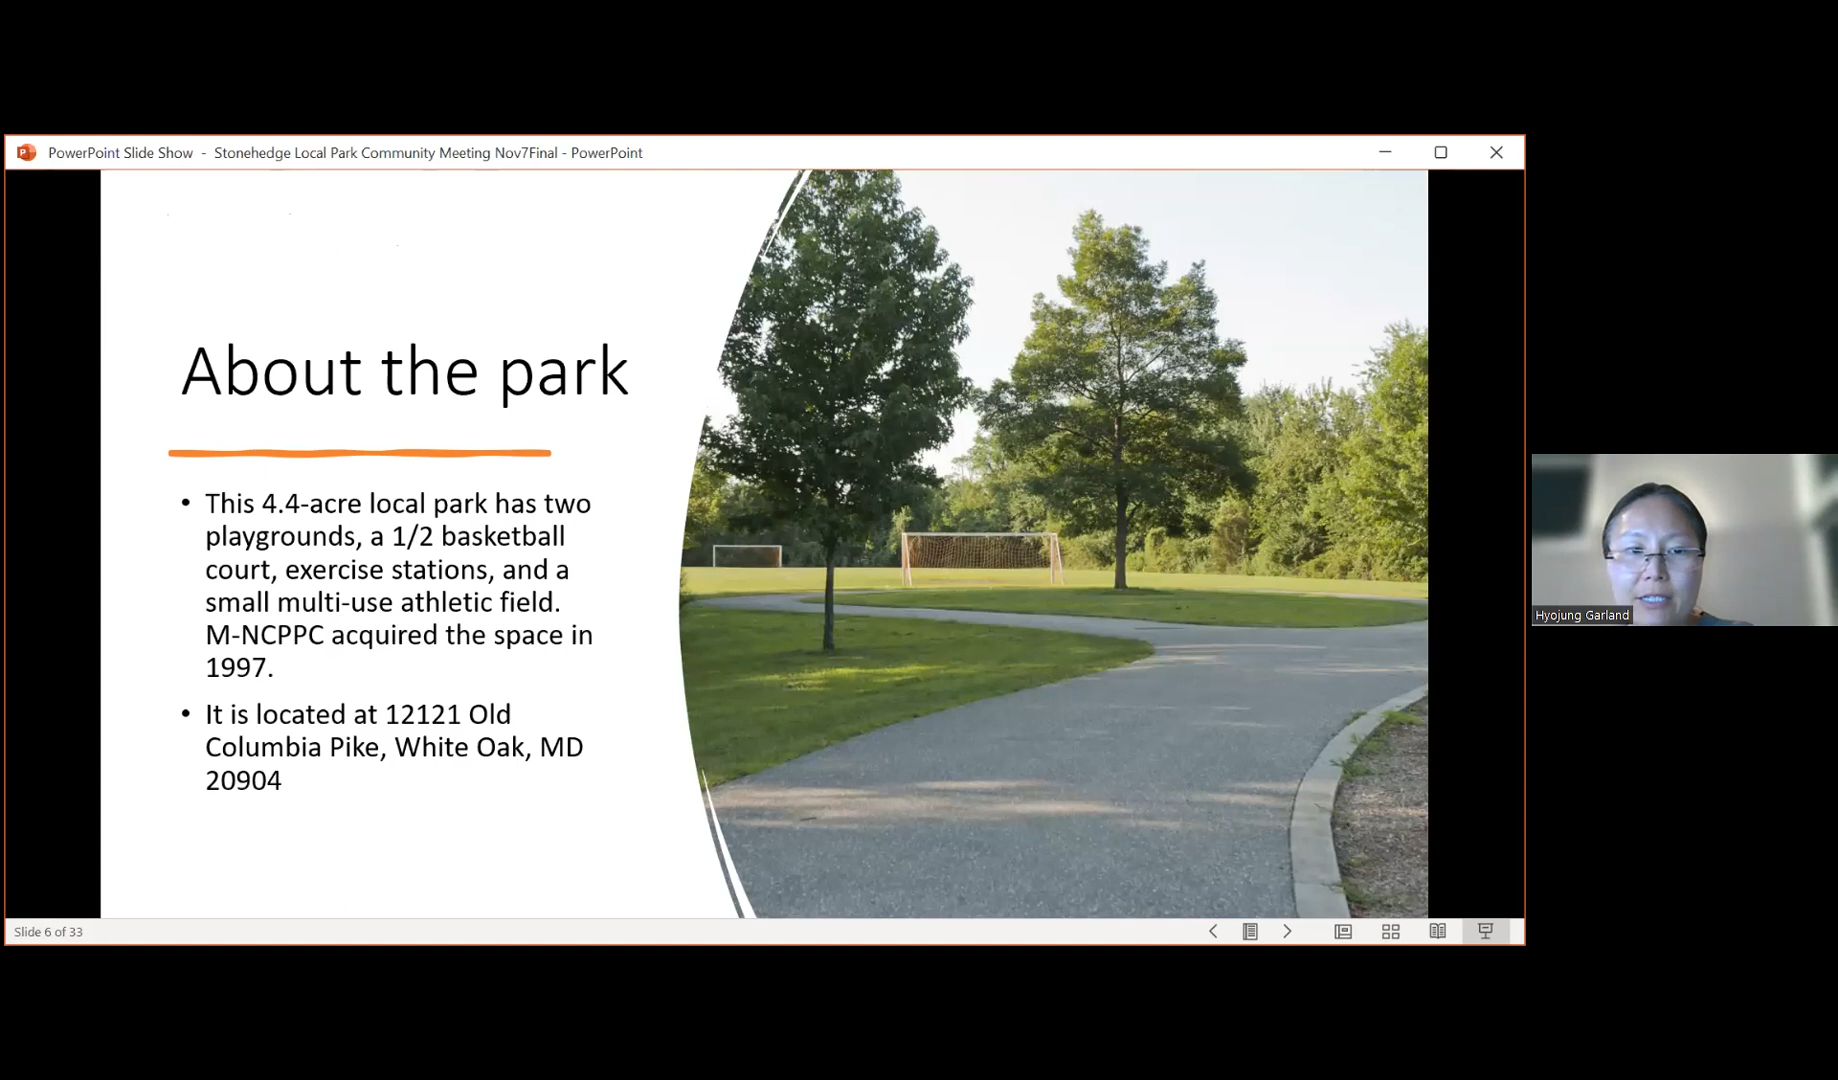 PowerPoint Slide Show - Stonehedge Local Park Community Meeting Nov7Final - PowerPoint
About the park
• This 4.4-acre local park has two
playgrounds, a 1/2 basketball
court, exercise stations, and a
small multi-use athletic field.
M-NCPPC acquired the space in
1997.
• It is located at 12121 Old
Columbia Pike, White Oak, MD
20904
Hyojung Garland
Slide 6 of 33